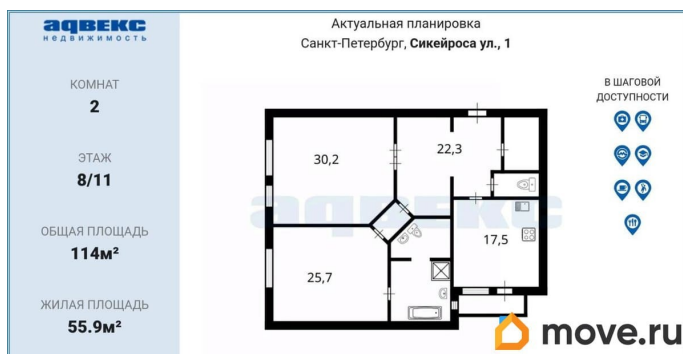 адвекс
недвижимость
КОМНАТ
2
ЭТАЖ
8/11
ОБЩАЯ ПЛОЩАДЬ
114м²
ЖИЛАЯ ПЛОЩАДЬ
55.9м²
Актуальная планировка
Санкт-Петербург, Сикейроса ул., 1
В ШАГОВОЙ
ДОСТУПНОСТИ
30,2
22,3
адвекс
17,5
25,7
move.ru